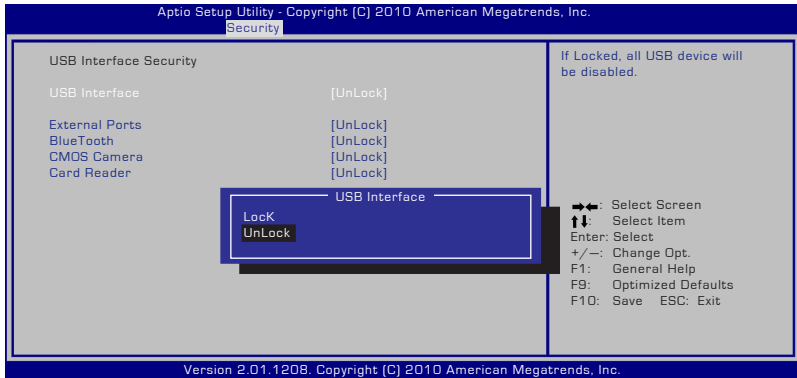 Aptio Setup Utility - Copyright (C) 2010 American Megatrends, Inc.
Security
USB Interface Security
USB Interface [UnLock]
External Ports [UnLock]
BlueTooth [UnLock]
CMOS Camera [UnLock]
Card Reader [UnLock]
USB Interface
LocK
UnLock
If Locked, all USB device will
be disabled.
→←: Select Screen
↑↓: Select Item
Enter: Select
+/—: Change Opt.
F1: General Help
F9: Optimized Defaults
F10: Save ESC: Exit
Version 2.01.1208. Copyright (C) 2010 American Megatrends, Inc.